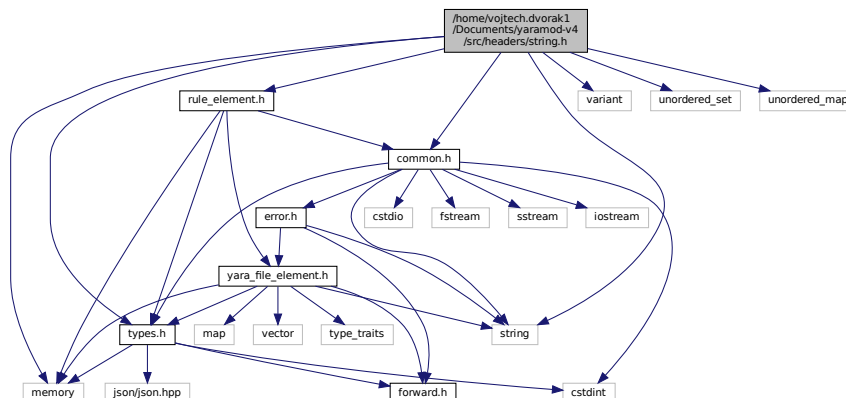 /home/vojtech.dvorak1
/Documents/yaramod-v4
/src/headers/string.h
rule_element.h
variant
unordered_set
unordered_map
common.h
error.h
cstdio
fstream
sstream
iostream
yara_file_element.h
types.h
map
vector
type_traits
string
memory
json/json.hpp
forward.h
cstdint